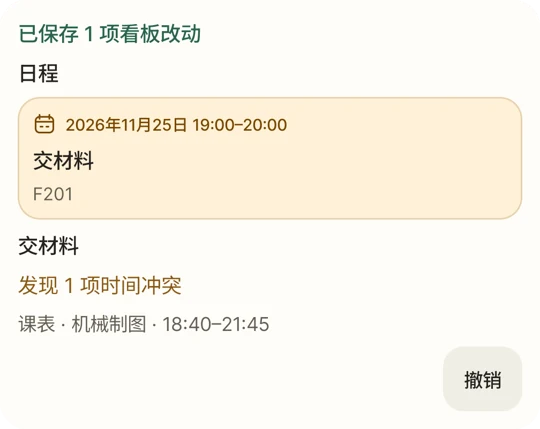 已保存 1 项看板改动
日程
2026年11月25日 19:00–20:00
交材料
F201
交材料
发现 1 项时间冲突
课表 · 机械制图 · 18:40–21:45
撤销